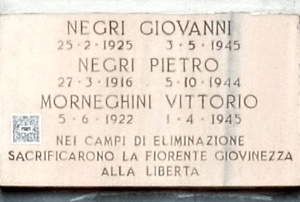 NEGRI GIOVANNI
25-2-1925 3-5-1945
NEGRI PIETRO
27-3-1916 5-10-1944
MORNEGHINI VITTORIO
5-6-1922 1-4-1945
NEI CAMPI DI ELIMINAZIONE
SACRIFICARONO LA FIORENTE GIOVINEZZA
ALLA LIBERTA